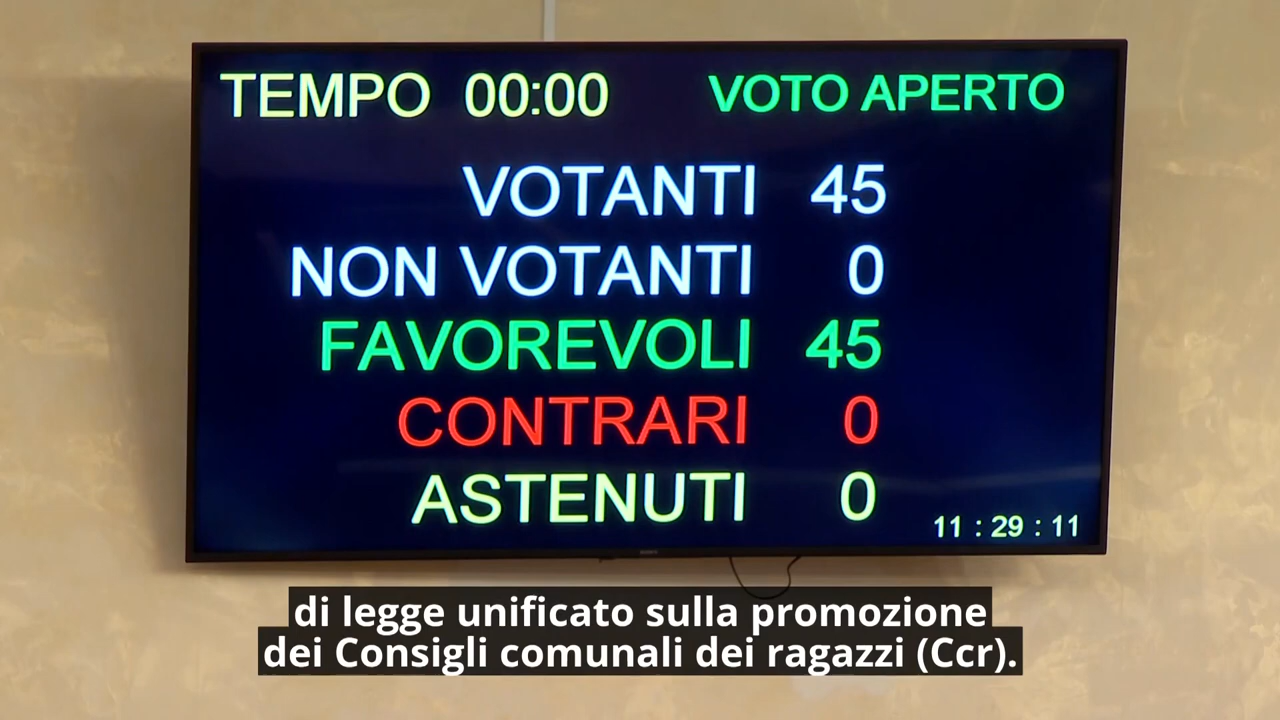 TEMPO 00:00 VOTO APERTO
VOTANTI 45
NON VOTANTI 0
FAVOREVOLI 45
CONTRARI 0
ASTENUTI 0
11 : 29 : 11
di legge unificato sulla promozione
dei Consigli comunali dei ragazzi (Ccr).